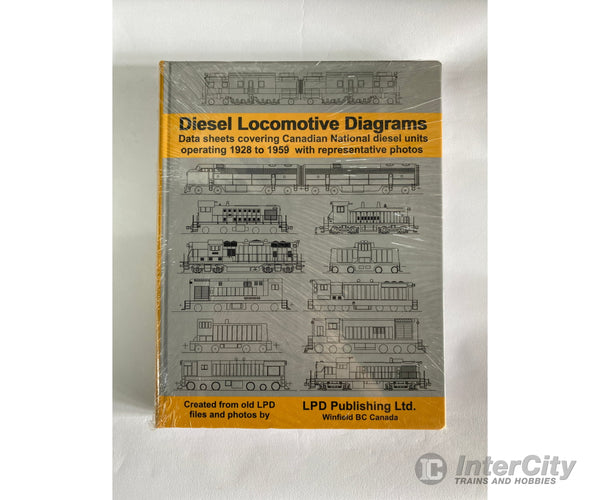 Diesel Locomotive Diagrams
Data sheets covering Canadian National diesel units
operating 1928 to 1959 with representative photos
Created from old LPD
files and photos by
LPD Publishing Ltd.
Winfield BC Canada
InterCity
TRAINS AND HOBBIES